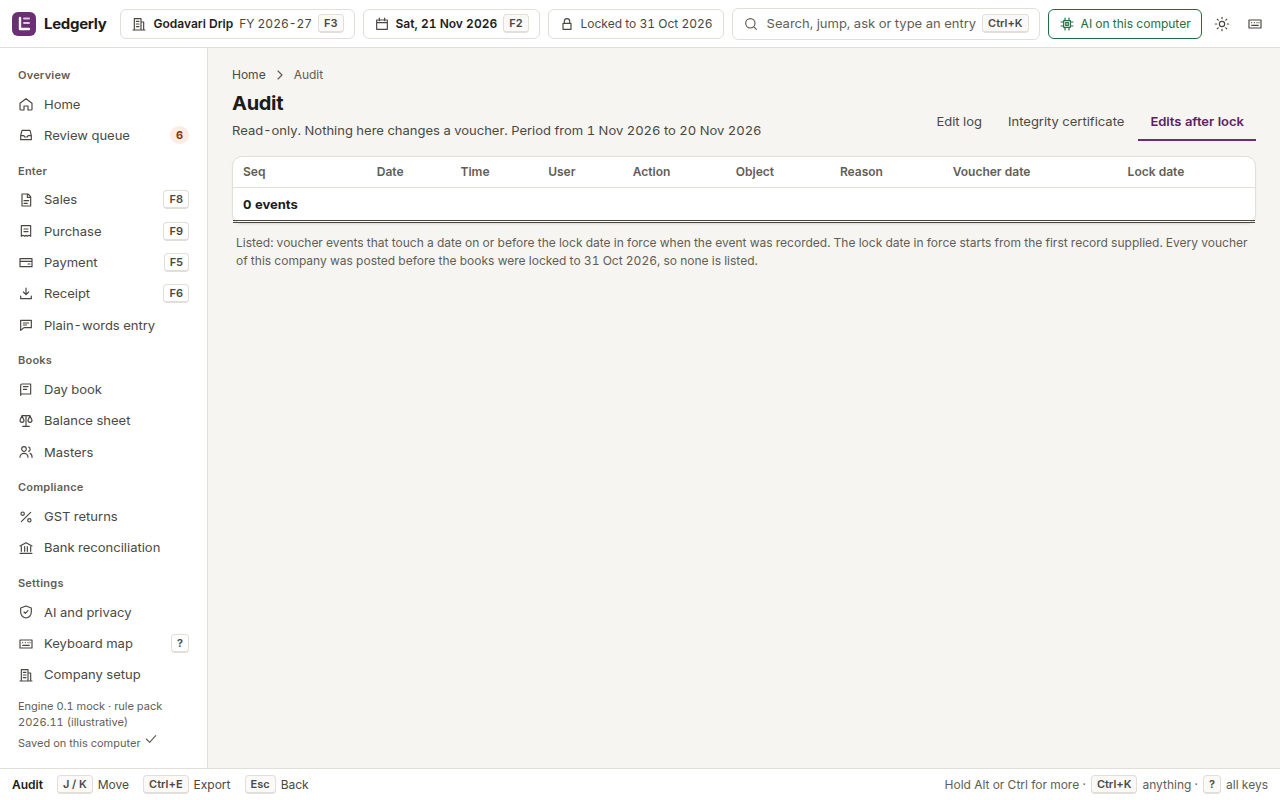 Ledgerly
Godavari Drip FY 2026-27 F3
Sat, 21 Nov 2026 F2
Locked to 31 Oct 2026
Search, jump, ask or type an entry Ctrl+K
AI on this computer
Overview
Home
Review queue 6
Enter
Sales F8
Purchase F9
Payment F5
Receipt F6
Plain-words entry
Books
Day book
Balance sheet
Masters
Compliance
GST returns
Bank reconciliation
Settings
AI and privacy
Keyboard map ?
Company setup
Engine 0.1 mock · rule pack
2026.11 (illustrative)
Saved on this computer
Home Audit
Audit
Read-only. Nothing here changes a voucher. Period from 1 Nov 2026 to 20 Nov 2026
Edit log Integrity certificate Edits after lock
Seq Date Time User Action Object Reason Voucher date Lock date
0 events
Listed: voucher events that touch a date on or before the lock date in force when the event was recorded. The lock date in force starts from the first record supplied. Every voucher
of this company was posted before the books were locked to 31 Oct 2026, so none is listed.
Audit J / K Move Ctrl+E Export Esc Back
Hold Alt or Ctrl for more · Ctrl+K anything · ? all keys